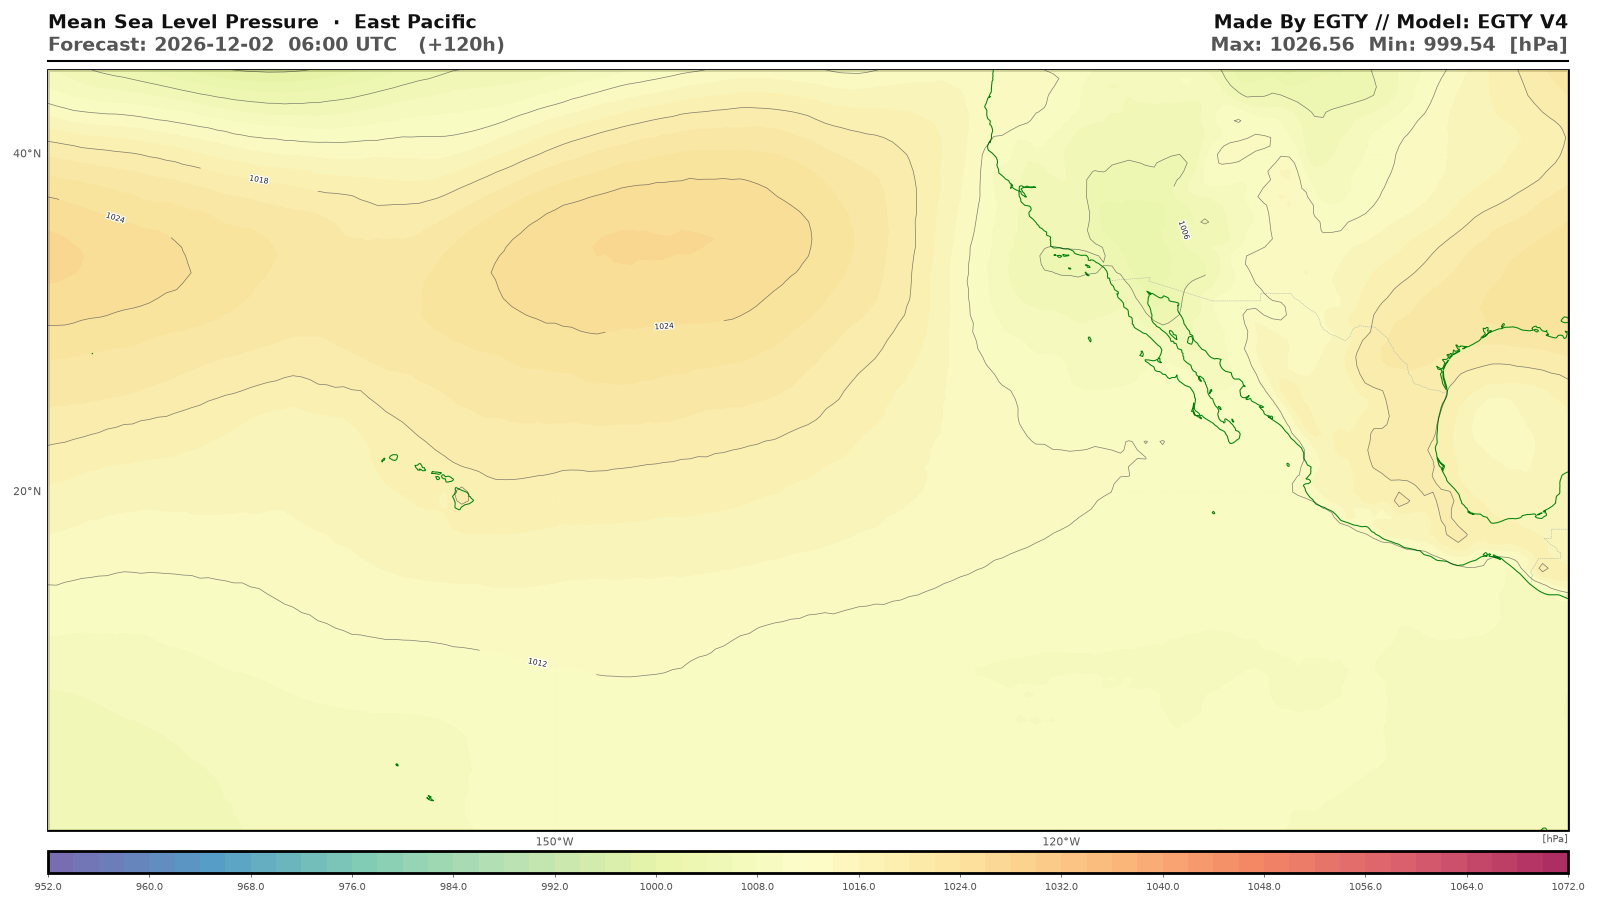 Mean Sea Level Pressure · East Pacific
Made By EGTY // Model: EGTY V4
Forecast: 2026-12-02 06:00 UTC (+120h)
Max: 1026.56 Min: 999.54 [hPa]
40°N
1018
1024
1006
1024
20°N
1012
150°W
120°W
[hPa]
952.0 960.0 968.0 976.0 984.0 992.0 1000.0 1008.0 1016.0 1024.0 1032.0 1040.0 1048.0 1056.0 1064.0 1072.0